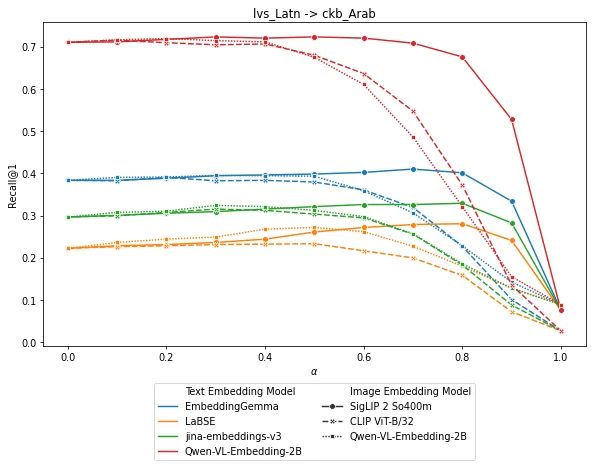 lvs_Latn -> ckb_Arab
Recall@1
0.7
0.6
0.5
0.4
0.3
0.2
0.1
0.0
0.0 0.2 0.4 0.6 0.8 1.0
α
Text Embedding Model
EmbeddingGemma
LaBSE
jina-embeddings-v3
Qwen-VL-Embedding-2B
Image Embedding Model
SigLIP 2 So400m
CLIP ViT-B/32
Qwen-VL-Embedding-2B